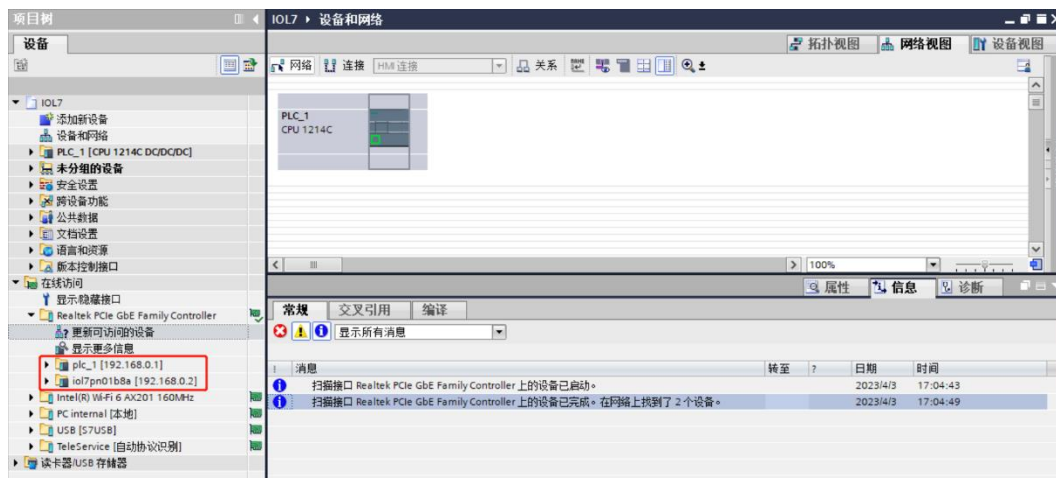 项目树
IOL7 ▸ 设备和网络
设备
拓扑视图
网络视图
设备视图
网络
连接
HMI 连接
关系
IOL7
添加新设备
设备和网络
PLC_1 [CPU 1214C DC/DC/DC]
未分组的设备
安全设置
跨设备功能
公共数据
文档设置
语言和资源
版本控制接口
在线访问
显示/隐藏接口
Realtek PCIe GbE Family Controller
更新可访问的设备
显示更多信息
plc_1 [192.168.0.1]
iol7pn01b8a [192.168.0.2]
Intel(R) Wi-Fi 6 AX201 160MHz
PC internal [本地]
USB [S7USB]
TeleService [自动协议识别]
读卡器/USB 存储器
PLC_1
CPU 1214C
100%
属性
信息
诊断
常规
交叉引用
编译
显示所有消息
! 消息 转至 ? 日期 时间
扫描接口 Realtek PCIe GbE Family Controller 上的设备已启动。 2023/4/3 17:04:43
扫描接口 Realtek PCIe GbE Family Controller 上的设备已完成。在网络上找到了 2 个设备。 2023/4/3 17:04:49